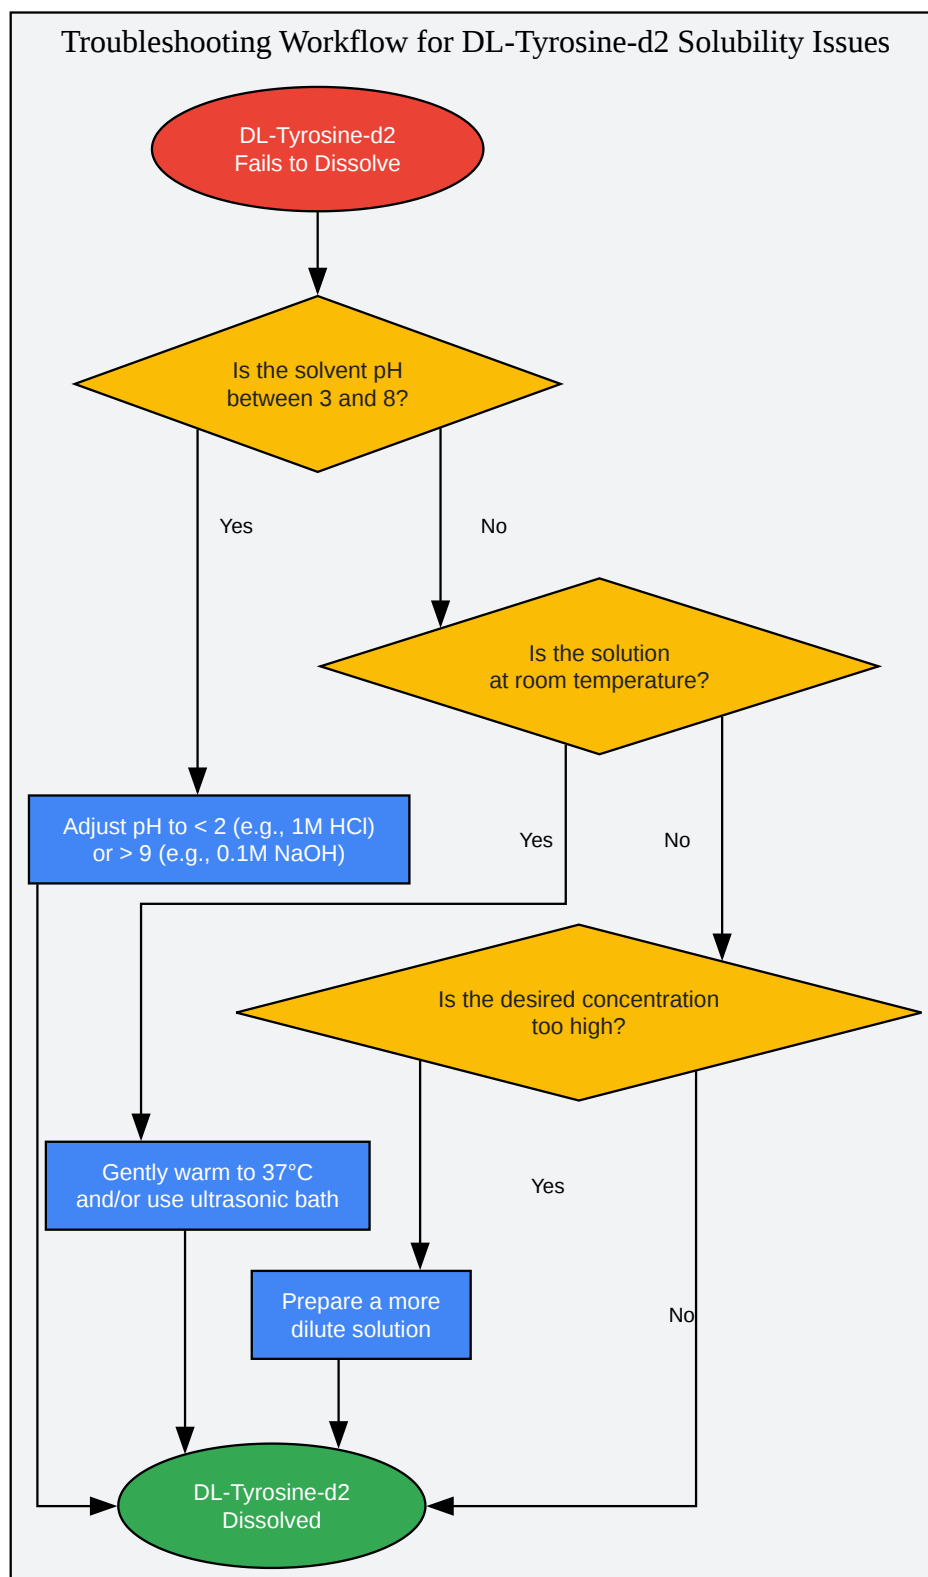 Troubleshooting Workflow for DL-Tyrosine-d2 Solubility Issues
DL-Tyrosine-d2
Fails to Dissolve
Is the solvent pH
between 3 and 8?
Yes
No
Is the solution
at room temperature?
Adjust pH to < 2 (e.g., 1M HCl)
or > 9 (e.g., 0.1M NaOH)
Yes
No
Is the desired concentration
too high?
Gently warm to 37°C
and/or use ultrasonic bath
Yes
Prepare a more
dilute solution
No
DL-Tyrosine-d2
Dissolved